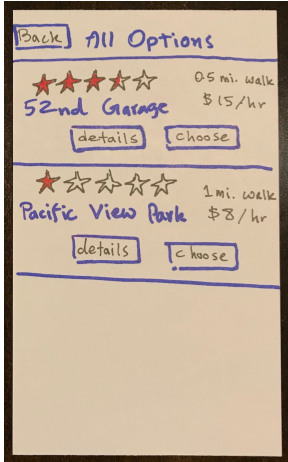 Back All Options
0.5 mi. walk
52nd Garage $15/hr
details choose
1 mi. walk
Pacific View Park $8/hr
details choose